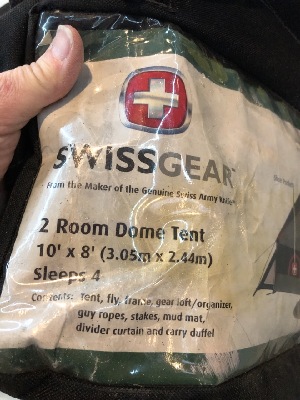 SWISSGEAR
From the Maker of the Genuine Swiss Army Knife
2 Room Dome Tent
10' x 8' (3.05m x 2.44m)
Sleeps 4
Contents: Tent, fly, frame, gear loft/organizer,
guy ropes, stakes, mud mat,
divider curtain and carry duffel